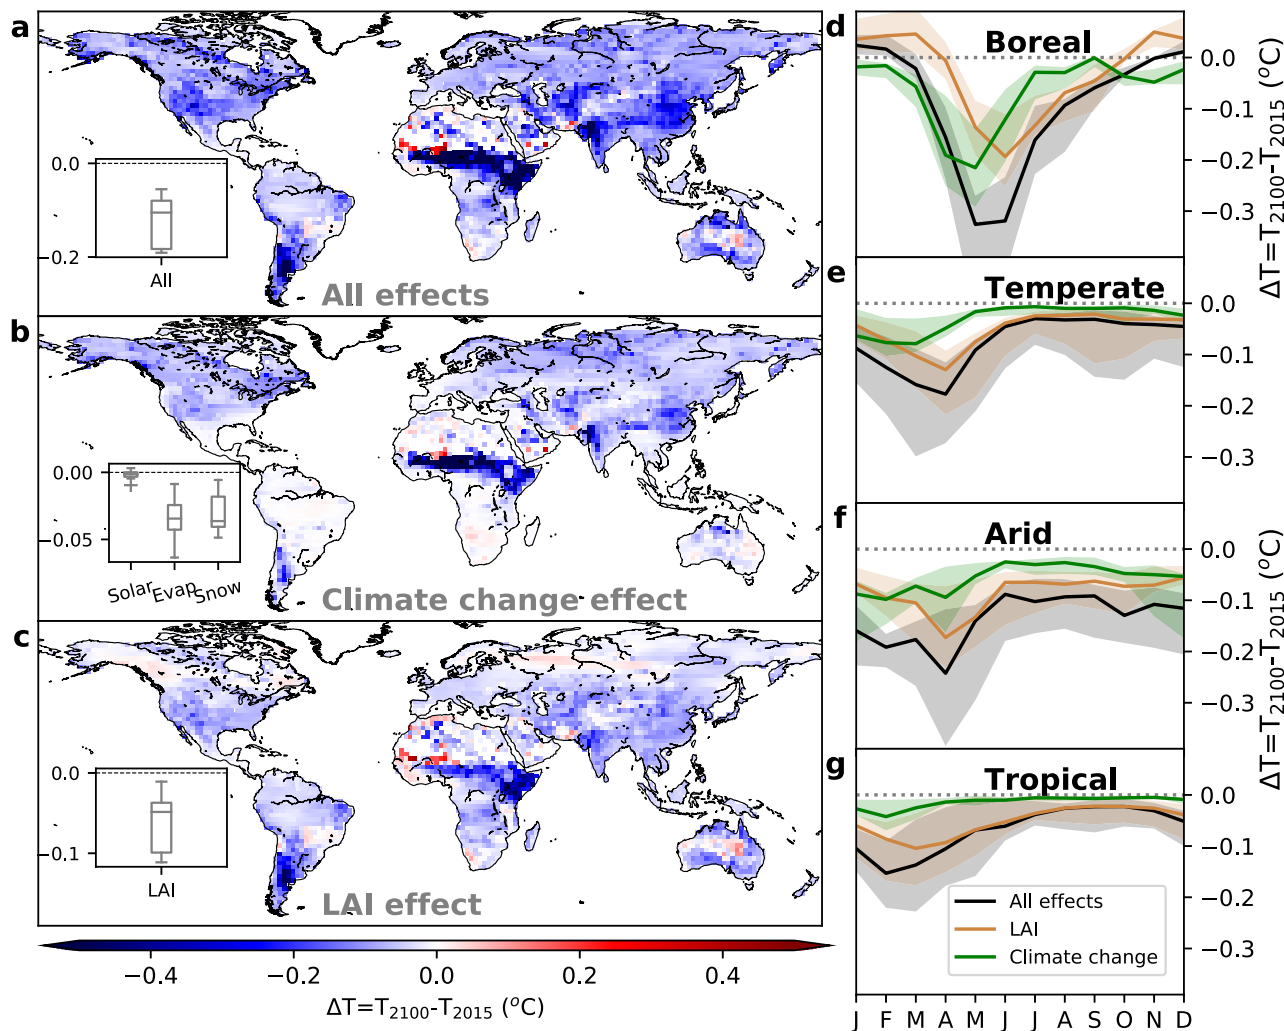 a
0.0
−0.2
All
All effects
b
0.00
−0.05
Solar
Evap
Snow
Climate change effect
c
0.0
−0.1
LAI
LAI effect
−0.4 −0.2 0.0 0.2 0.4
ΔT=T2100-T2015 (oC)
d
Boreal
0.0
−0.1
−0.2
−0.3
ΔT=T2100-T2015 (oC)
e
Temperate
0.0
−0.1
−0.2
−0.3
f
Arid
0.0
−0.1
−0.2
−0.3
ΔT=T2100-T2015 (oC)
g
Tropical
0.0
−0.1
−0.2
−0.3
All effects
LAI
Climate change
J F M A M J J A S O N D